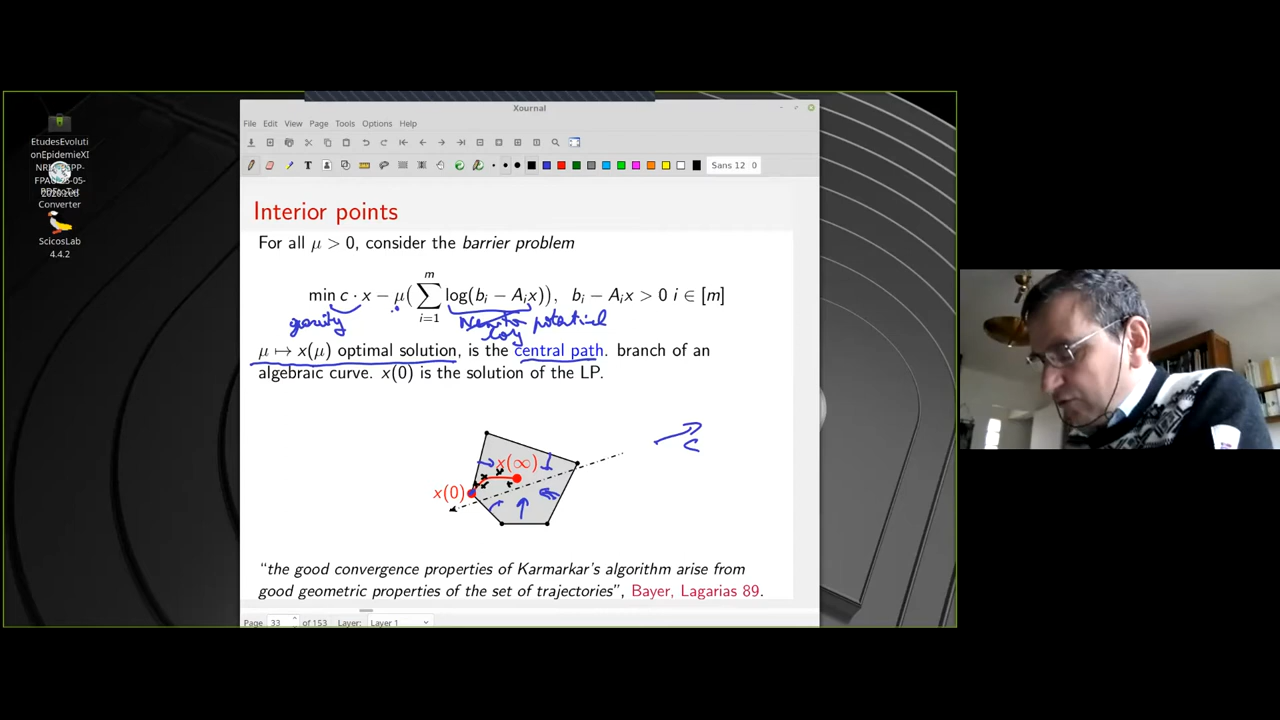 Xournal
File Edit View Page Tools Options Help
EtudesEvoluti
onEpidemieXI
Converter
ScicosLab
4.4.2
Sans 12 0
Interior points
For all μ > 0, consider the barrier problem
min c · x − μ( ∑ log(b_i − A_i x)), b_i − A_i x > 0 i ∈ [m]
m
i=1
gravity
potential
log
μ ↦ x(μ) optimal solution, is the central path. branch of an
algebraic curve. x(0) is the solution of the LP.
c
x(∞)
x(0)
“the good convergence properties of Karmarkar’s algorithm arise from
good geometric properties of the set of trajectories”, Bayer, Lagarias 89.
Page 33 of 153 Layer: Layer 1